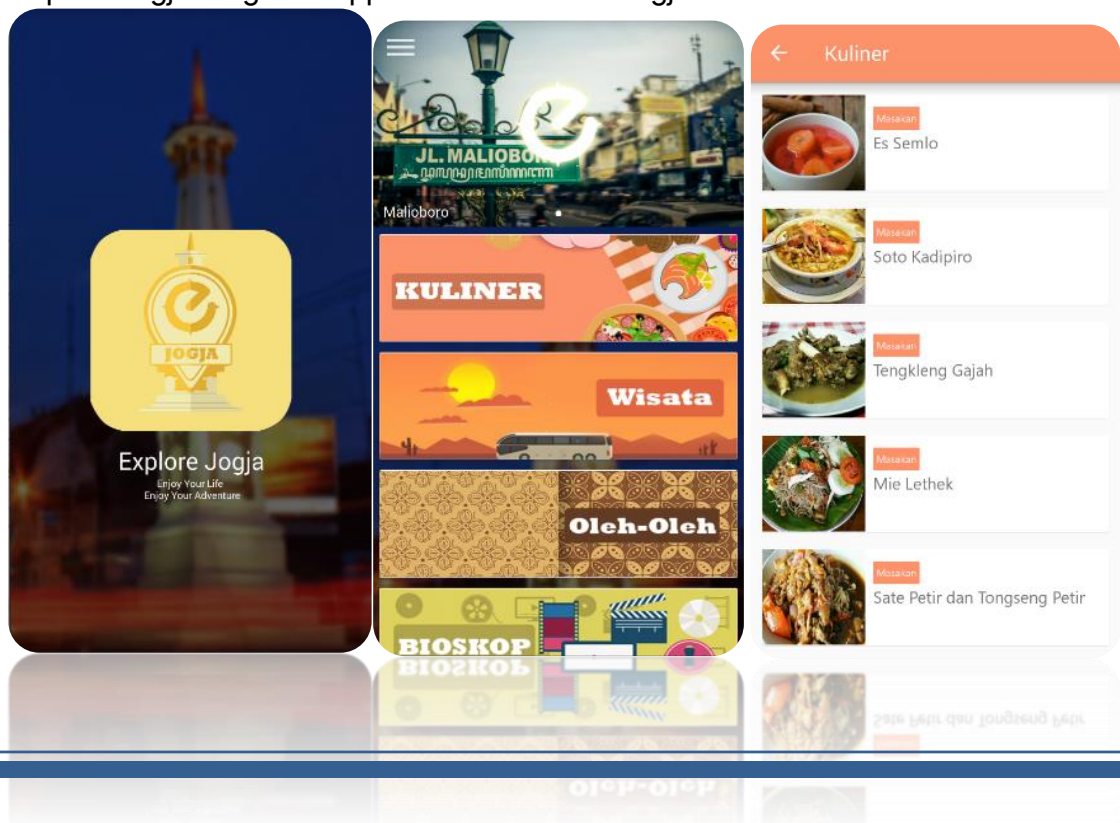 JOGJA
Explore Jogja
Enjoy Your Life
Enjoy Your Adventure
JL. MALIOBORO
Malioboro
KULINER
Wisata
Oleh-Oleh
BIOSKOP
Kuliner
Masakan
Es Semlo
Masakan
Soto Kadipiro
Masakan
Tengkleng Gajah
Masakan
Mie Lethek
Masakan
Sate Petir dan Tongseng Petir